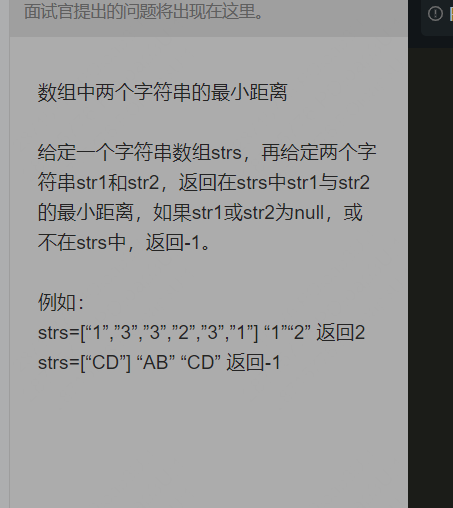 面试官提出的问题将出现在这里。
数组中两个字符串的最小距离
给定一个字符串数组strs，再给定两个字
符串str1和str2，返回在strs中str1与str2
的最小距离，如果str1或str2为null，或
不在strs中，返回-1。
例如：
strs=[“1”,”3”,”3”,”2”,”3”,”1”] “1”“2” 返回2
strs=[“CD”] “AB” “CD” 返回-1